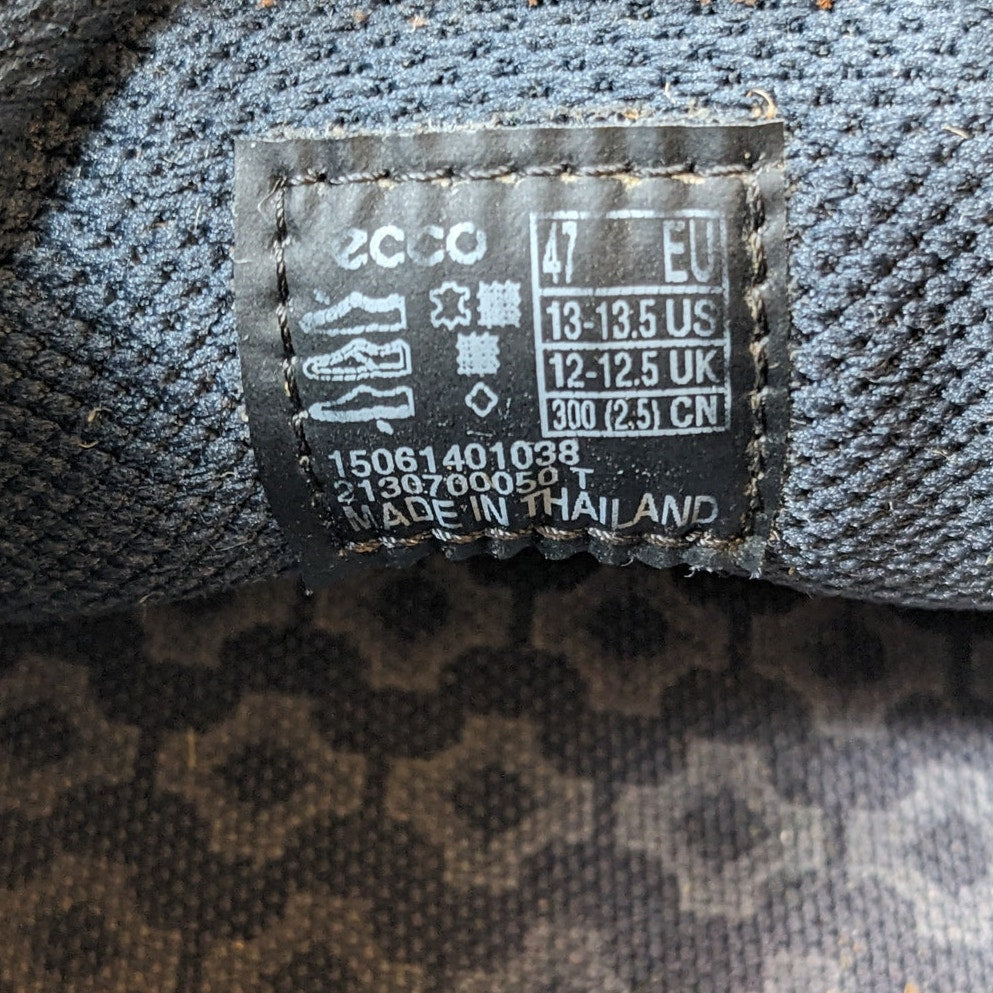 ecco
47 EU
13-13.5 US
12-12.5 UK
300 (2.5) CN
15061401038
2130700050 T
MADE IN THAILAND